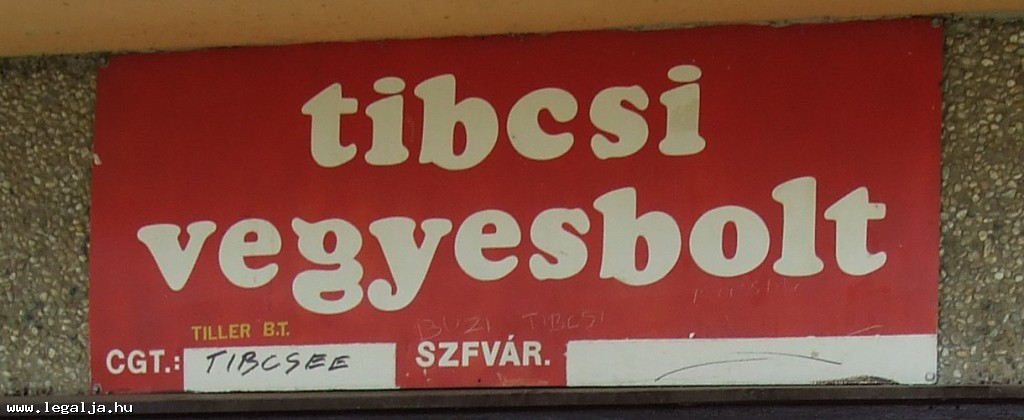 tibcsi
vegyesbolt
TILLER B.T.
CGT.: TIBCSEE SZFVÁR.
BUZI TIBCSI
www.legalja.hu